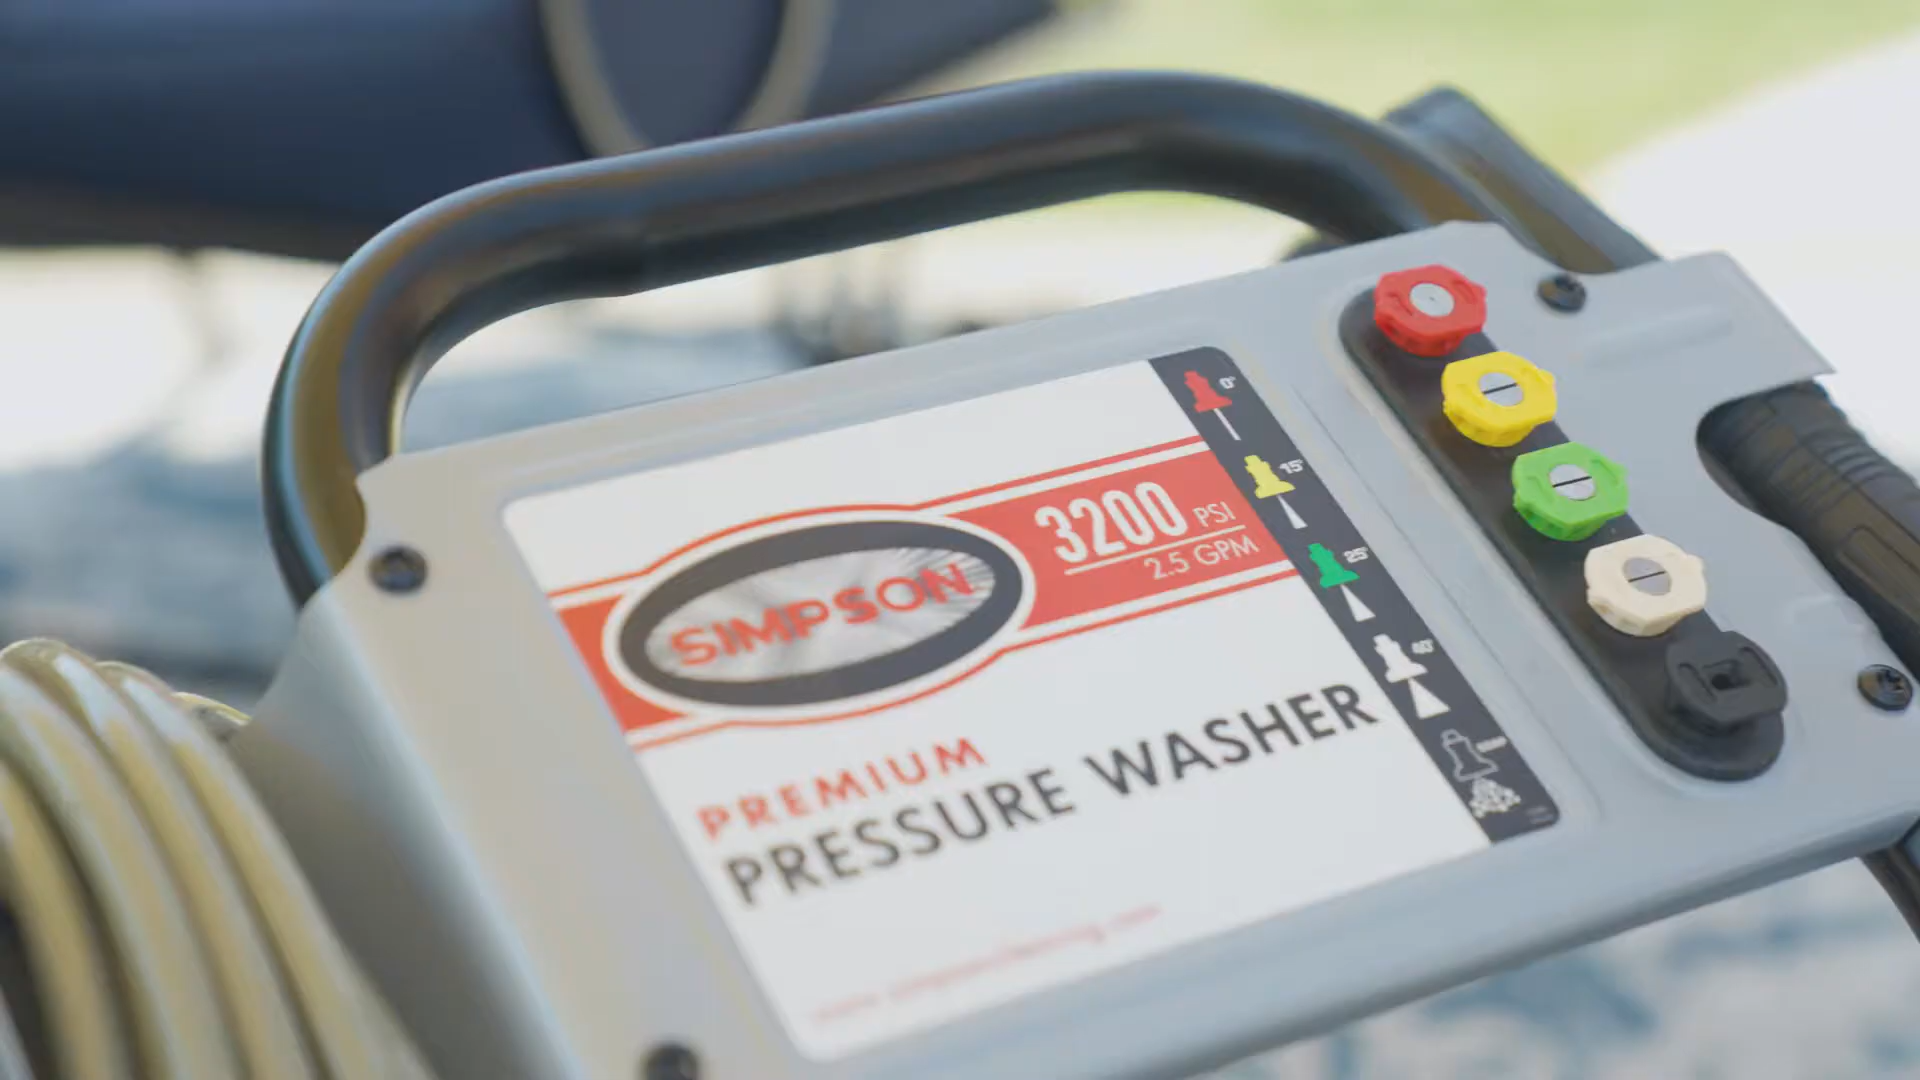 SIMPSON
3200 PSI
2.5 GPM
PREMIUM
PRESSURE WASHER
0°
15°
25°
40°